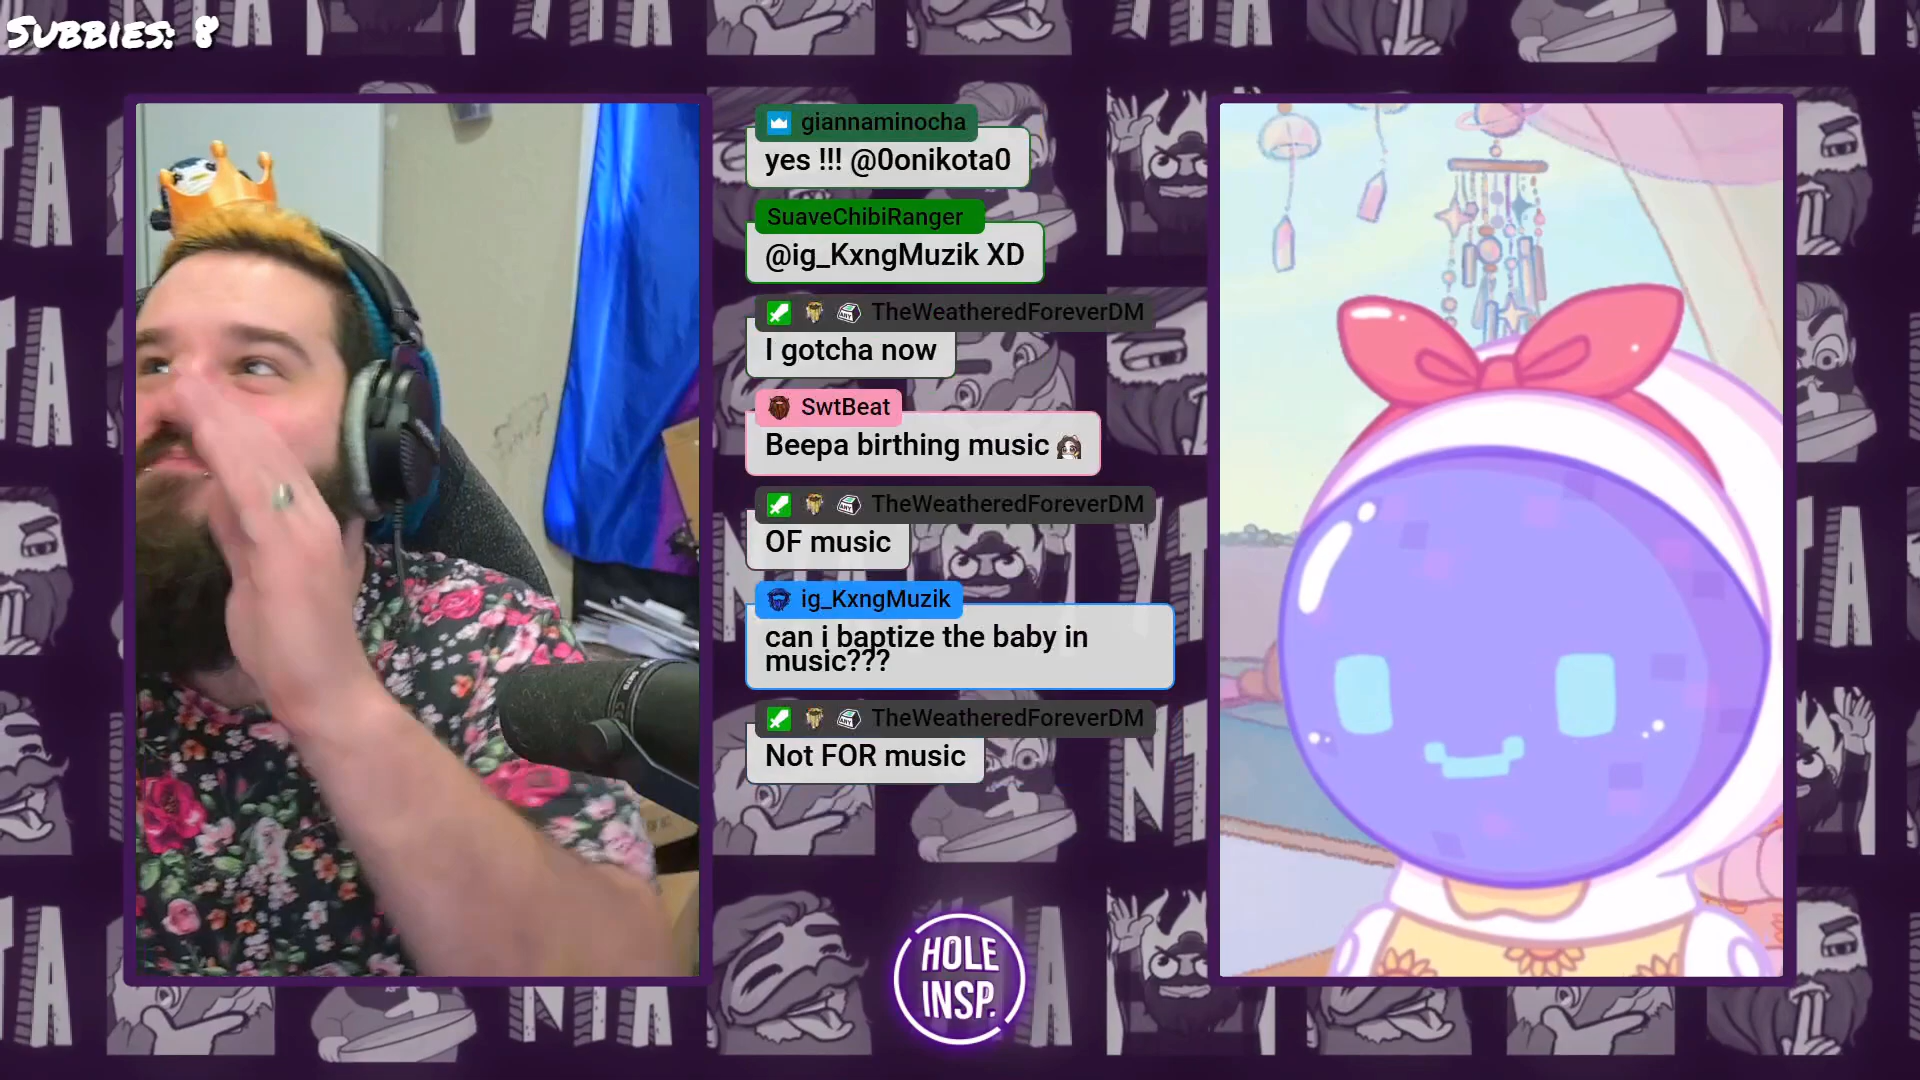 SUBBIES: 8
giannaminocha
yes !!! @0onikota0
SuaveChibiRanger
@ig_KxngMuzik XD
TheWeatheredForeverDM
I gotcha now
SwtBeat
Beepa birthing music
TheWeatheredForeverDM
OF music
ig_KxngMuzik
can i baptize the baby in
music???
TheWeatheredForeverDM
Not FOR music
HOLE
INSP.